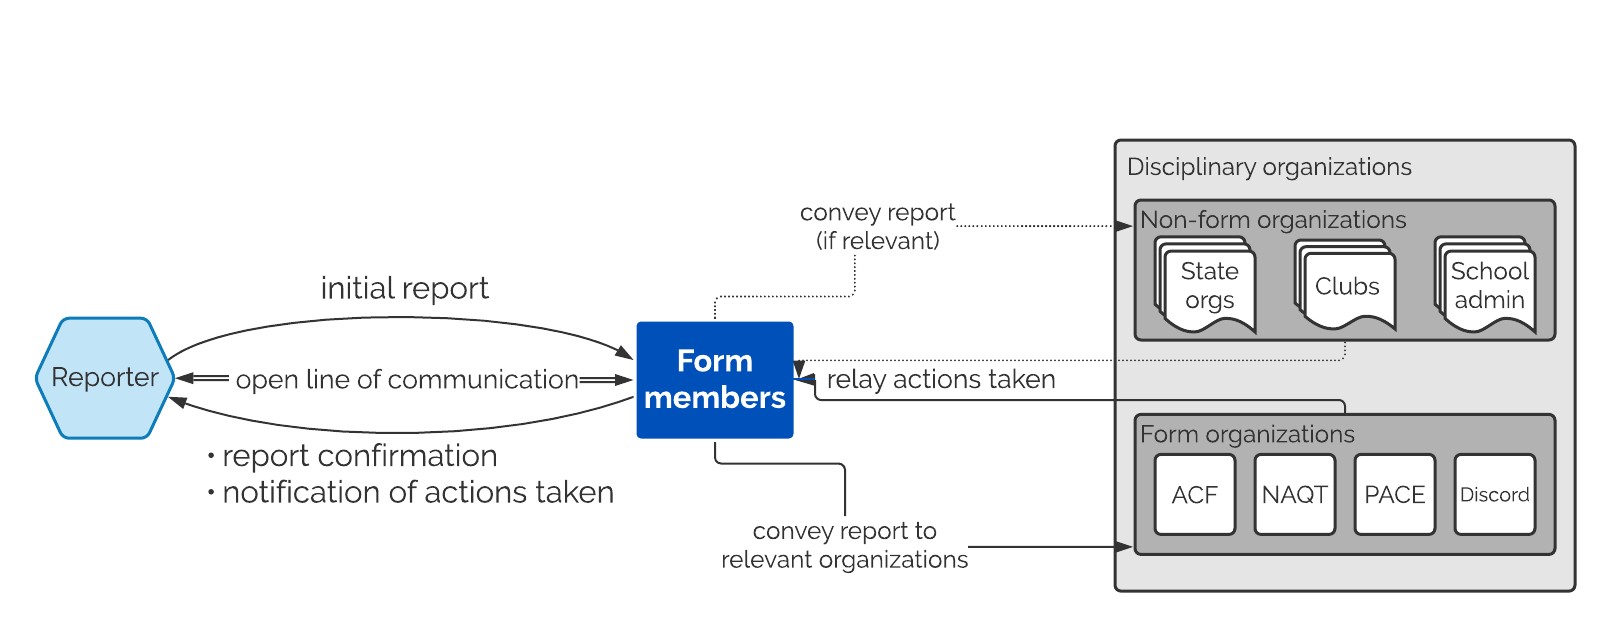 Disciplinary organizations
convey report
(if relevant)
Non-form organizations
State
orgs
Clubs
School
admin
initial report
Reporter
open line of communication
Form
members
relay actions taken
• report confirmation
• notification of actions taken
Form organizations
ACF
NAQT
PACE
Discord
convey report to
relevant organizations